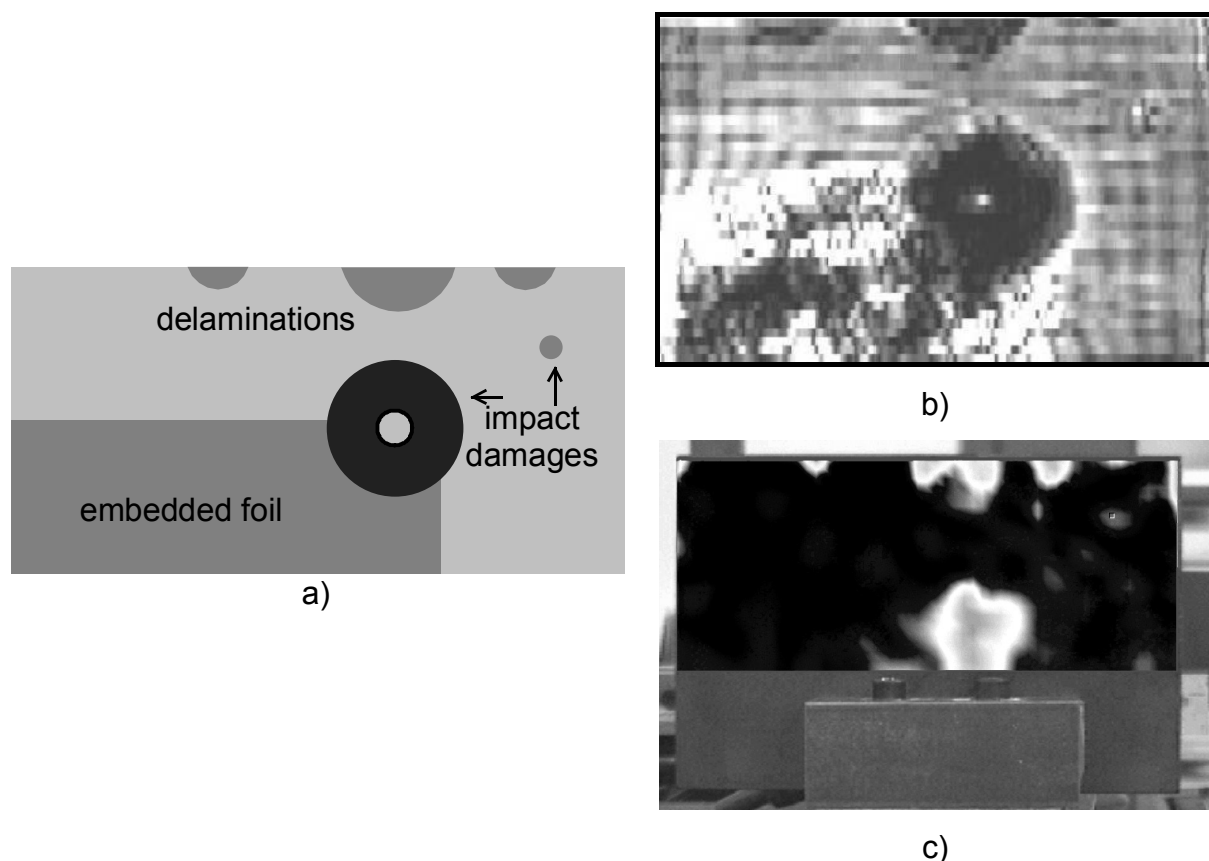 delaminations
impact
damages
embedded foil
a)
b)
c)